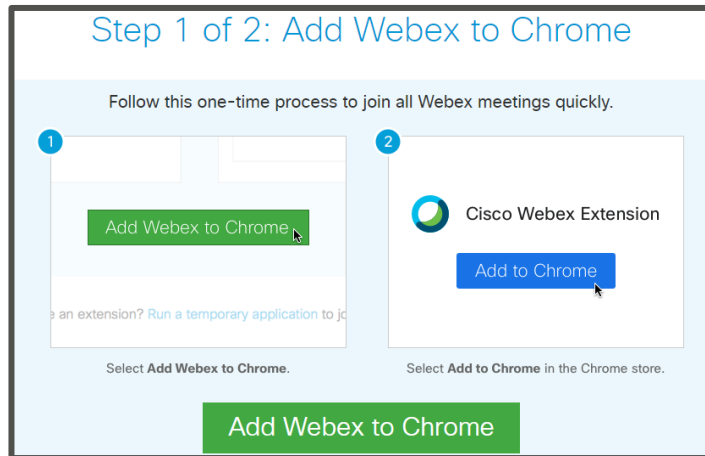 Step 1 of 2: Add Webex to Chrome
Follow this one-time process to join all Webex meetings quickly.
1
Add Webex to Chrome
an extension? Run a temporary application to
Select Add Webex to Chrome.
2
Cisco Webex Extension
Add to Chrome
Select Add to Chrome in the Chrome store.
Add Webex to Chrome